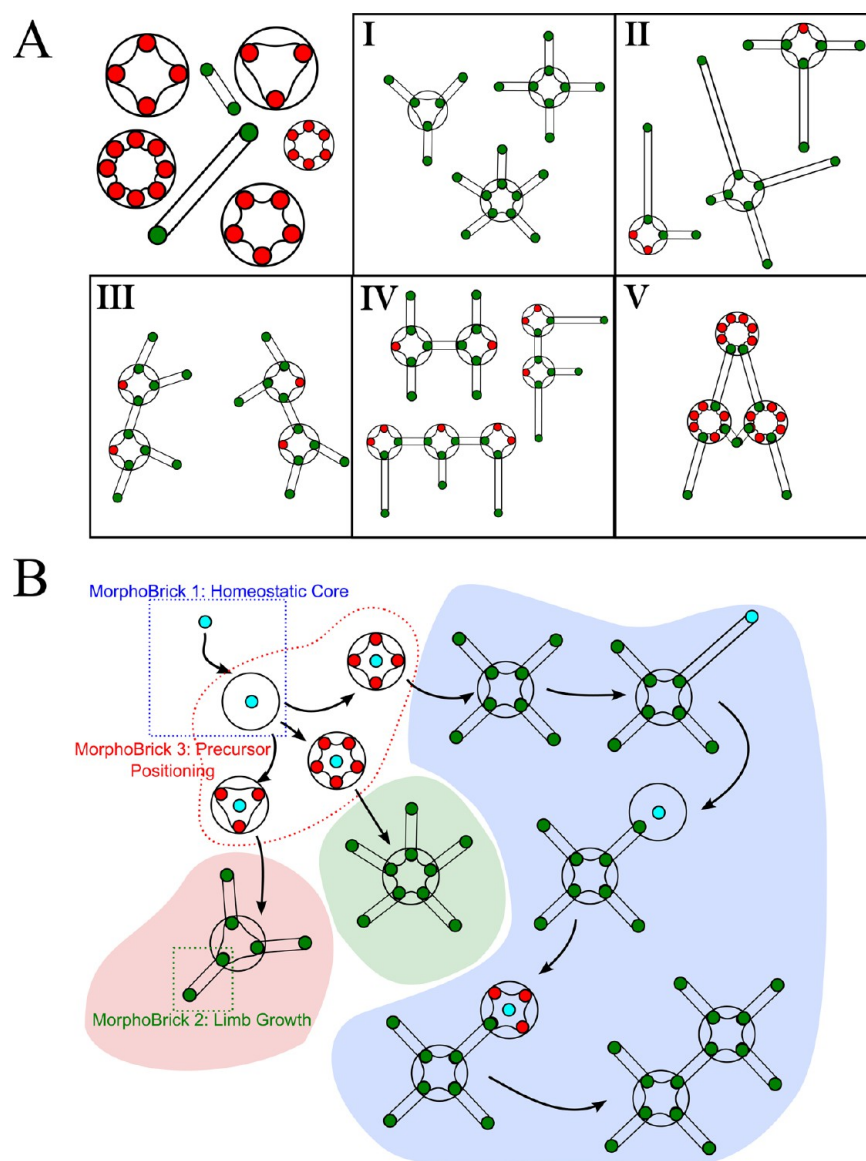 A
I
II
III
IV
V
B
MorphoBrick 1: Homeostatic Core
MorphoBrick 3: Precursor
Positioning
MorphoBrick 2: Limb Growth